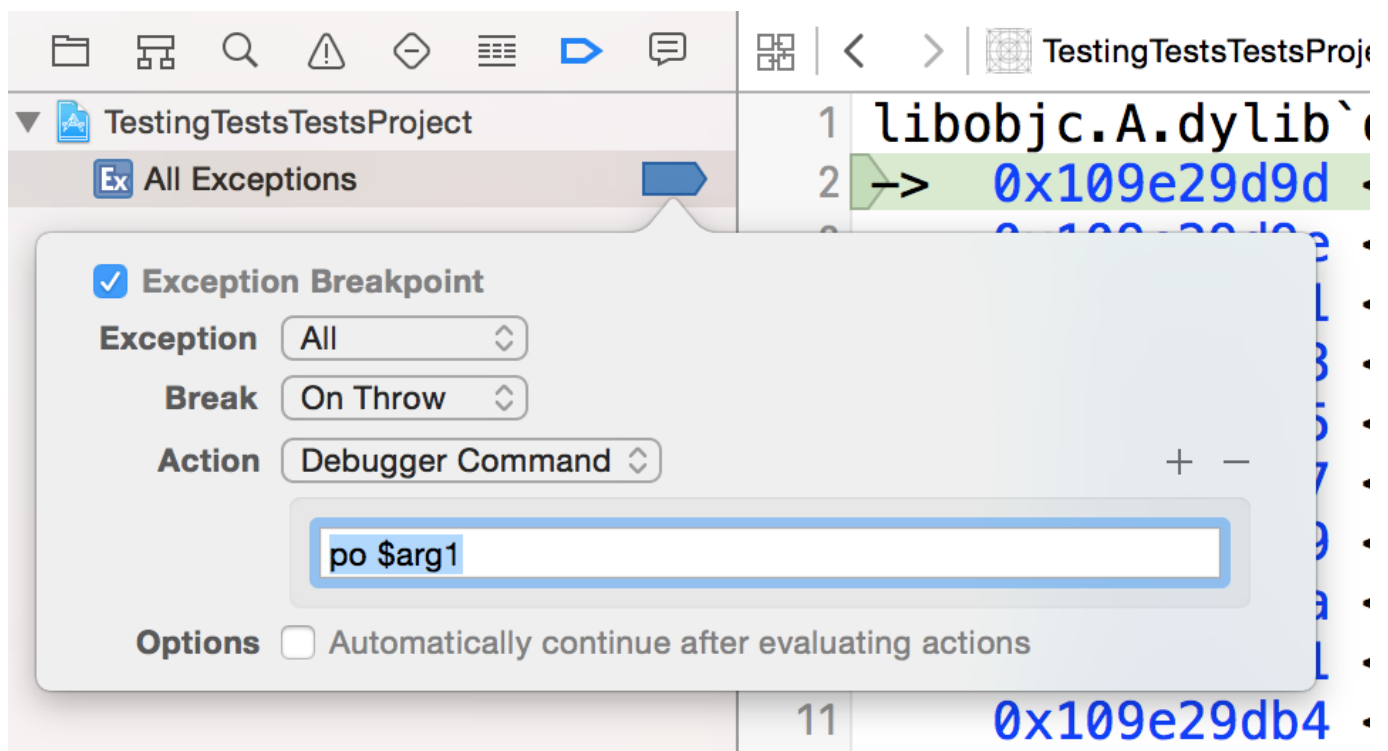 TestingTestsTestsProje
TestingTestsTestsProject
1 libobjc.A.dylib`
Ex All Exceptions
2 -> 0x109e29d9d <
Exception Breakpoint
Exception All
Break On Throw
Action Debugger Command + −
po $arg1
Options Automatically continue after evaluating actions
11 0x109e29db4 <